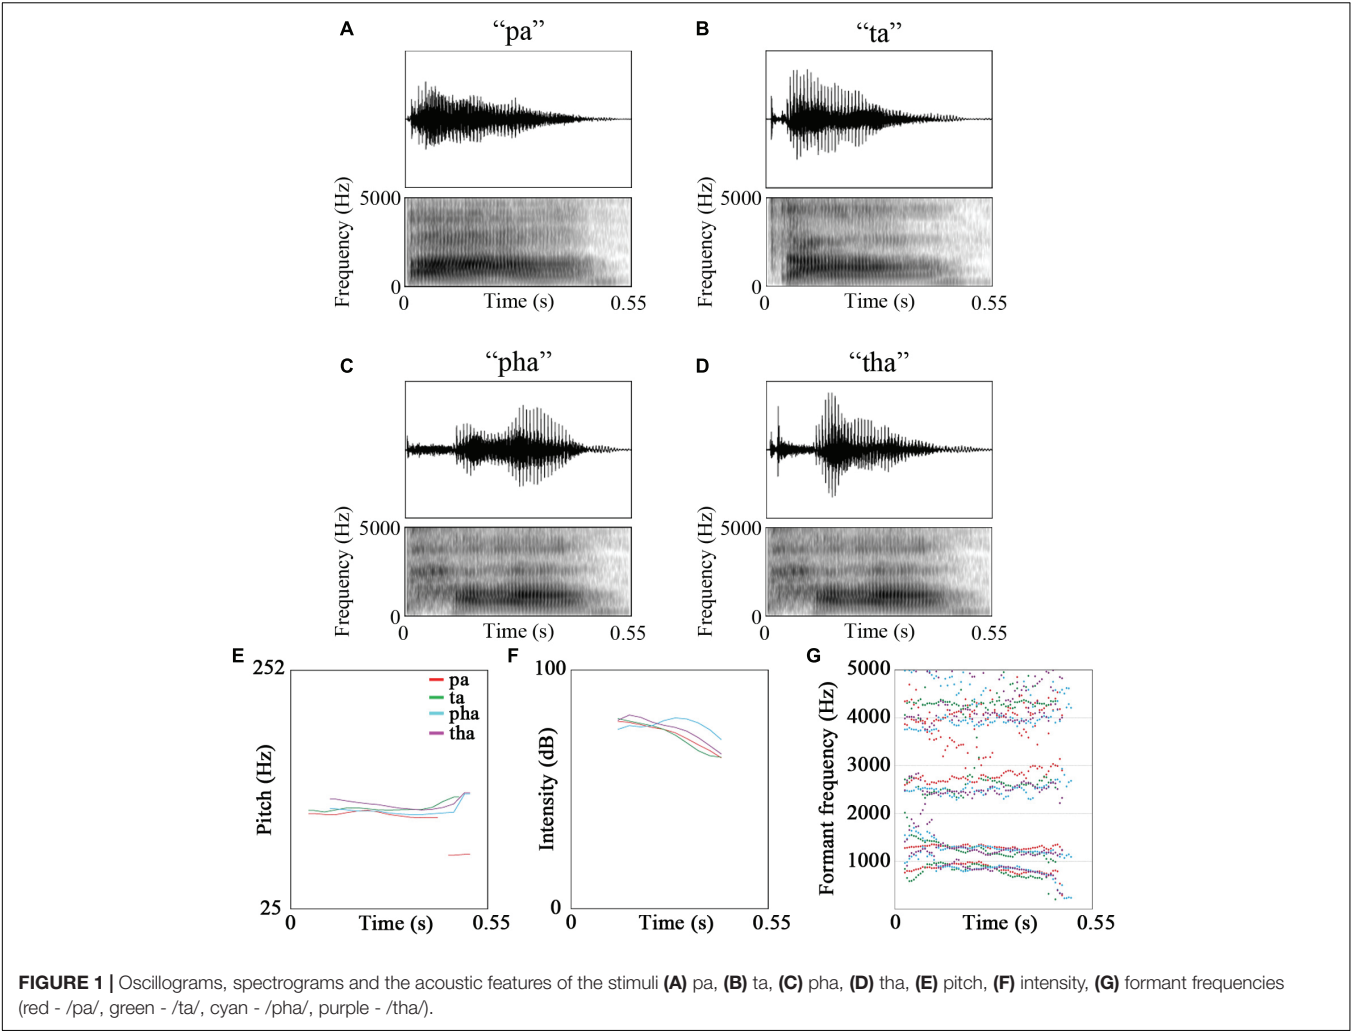 A “pa” B “ta”
Frequency (Hz) 5000 0 0 Time (s) 0.55
Frequency (Hz) 5000 0 0 Time (s) 0.55
C “pha” D “tha”
Frequency (Hz) 5000 0 0 Time (s) 0.55
Frequency (Hz) 5000 0 0 Time (s) 0.55
E
252
Pitch (Hz)
25
0 Time (s) 0.55
pa
ta
pha
tha
F
100
Intensity (dB)
0
0 Time (s) 0.55
G
Formant frequency (Hz)
5000
4000
3000
2000
1000
0 Time (s) 0.55
FIGURE 1 | Oscillograms, spectrograms and the acoustic features of the stimuli (A) pa, (B) ta, (C) pha, (D) tha, (E) pitch, (F) intensity, (G) formant frequencies
(red - /pa/, green - /ta/, cyan - /pha/, purple - /tha/).